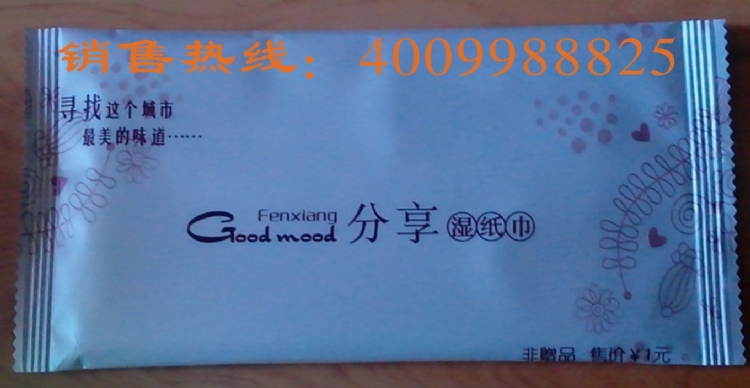 销售热线：4009988825
寻找这个城市
最美的味道……
Fenxiang
Good mood 分享湿纸巾
非赠品 售价￥1元